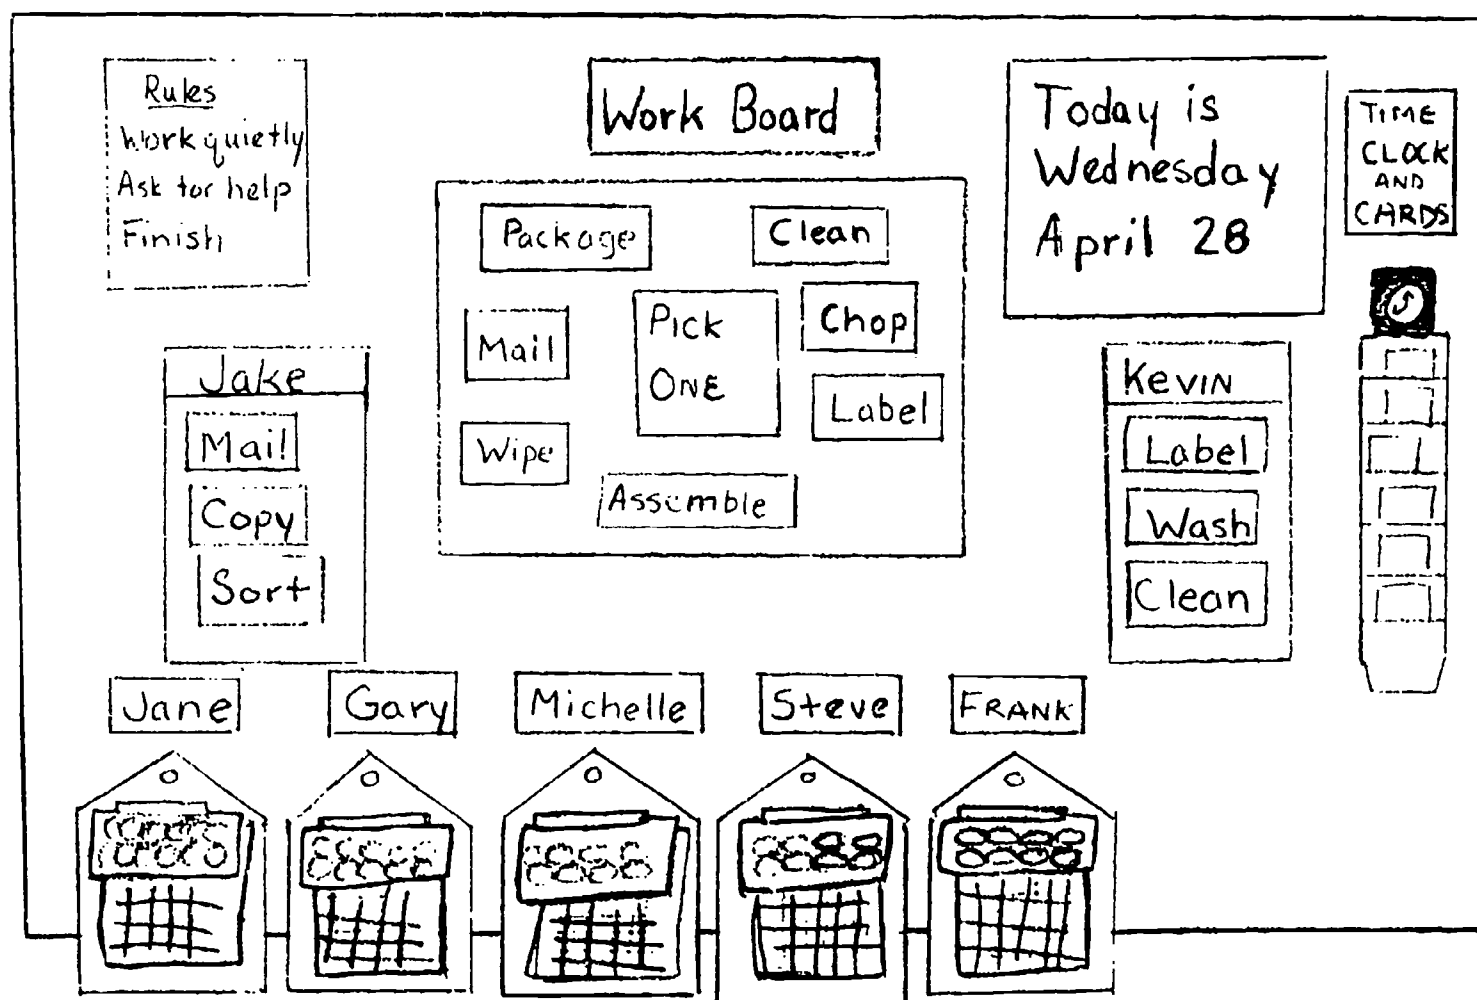 Rules
Work quietly
Ask for help
Finish
Work Board
Today is
Wednesday
April 28
TIME
CLOCK
AND
CARDS
Package
Clean
Mail
PICK
ONE
Chop
Label
Wipe
Assemble
Jake
Mail
Copy
Sort
KEVIN
Label
Wash
Clean
Jane
Gary
Michelle
Steve
FRANK